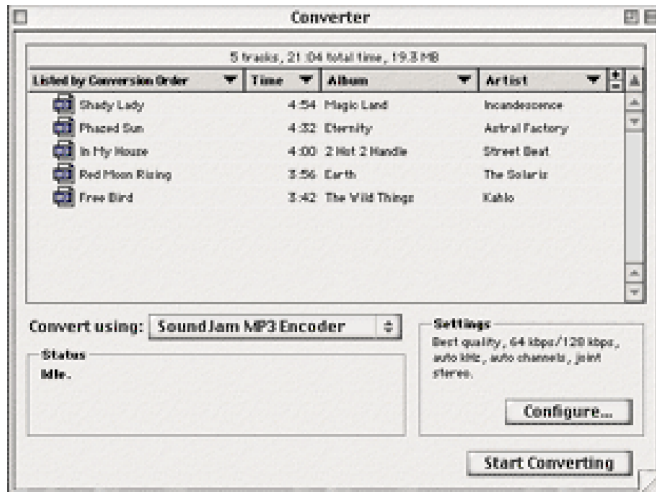 Converter
5 tracks, 21:04 total time, 19.3 MB
Listed by Conversion Order Time Album Artist
Shady Lady 4:54 Magic Land Incandescence
Phazed Sun 4:32 Eternity Astral Factory
In My House 4:00 2 Hot 2 Handle Street Beat
Red Moon Rising 3:56 Earth The Solaris
Free Bird 3:42 The Wild Things Kahlo
Convert using: SoundJam MP3 Encoder
Settings
Best quality, 64 kbps/128 kbps,
auto kHz, auto channels, joint
stereo.
Status
Idle.
Configure...
Start Converting